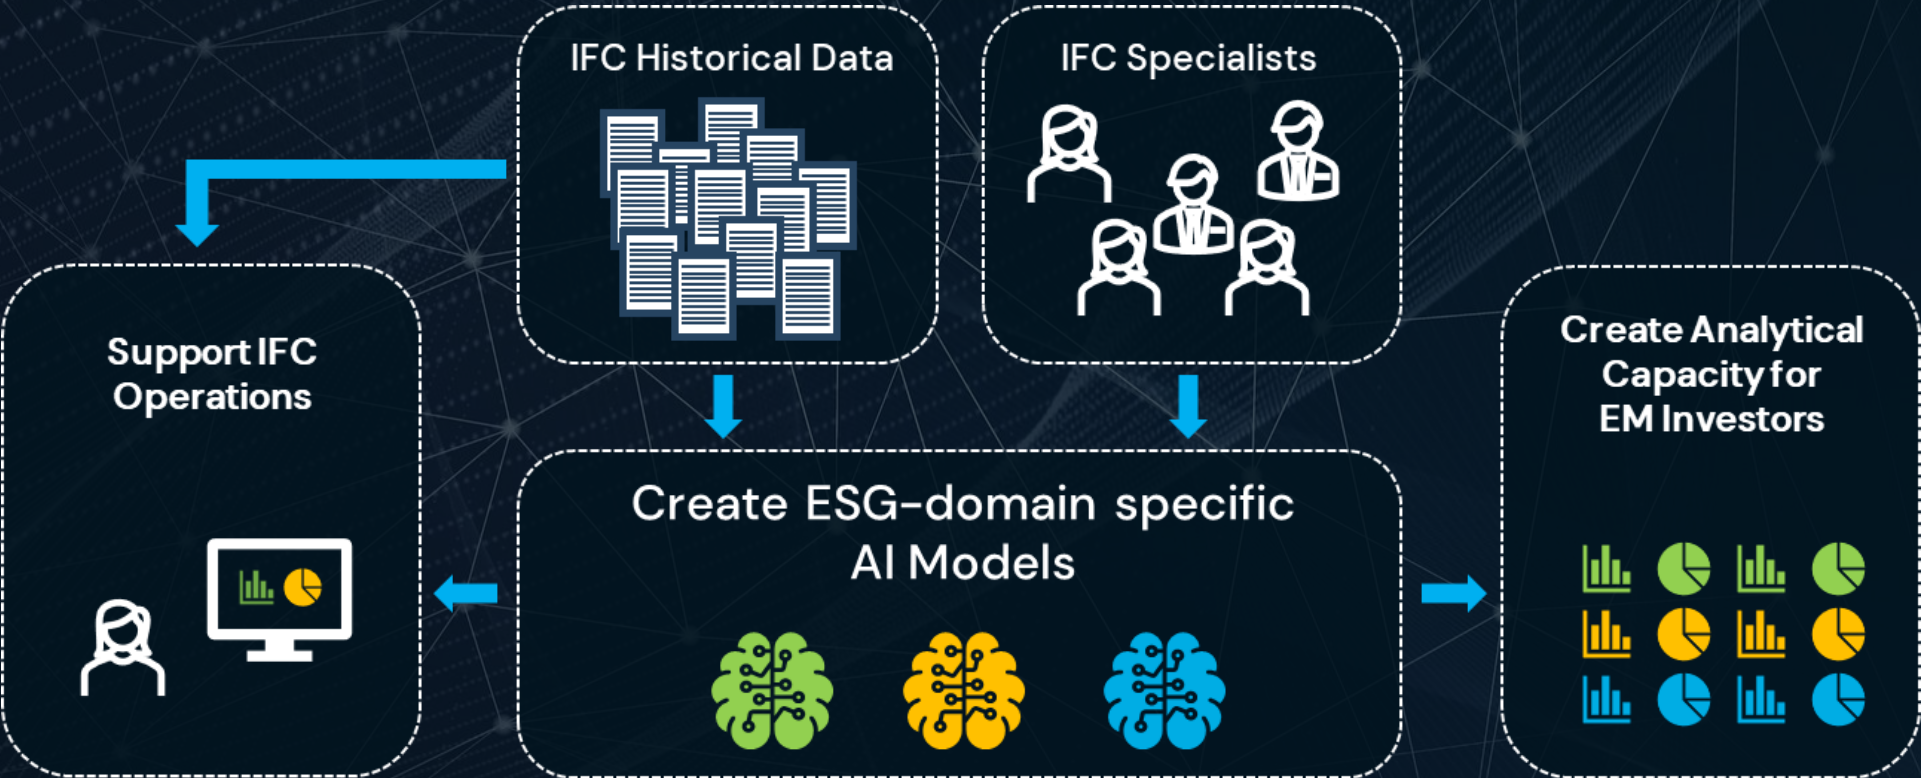 IFC Historical Data
IFC Specialists
Support IFC
Operations
Create Analytical
Capacity for
EM Investors
Create ESG-domain specific
AI Models